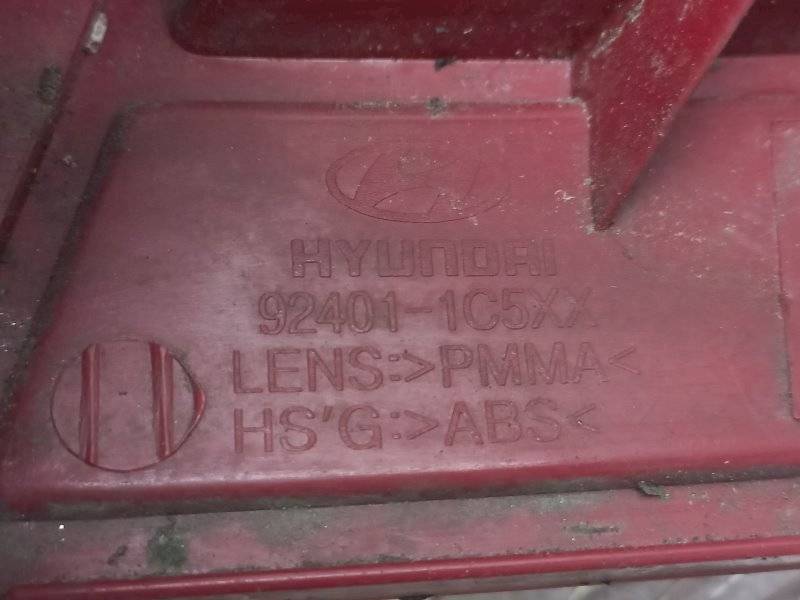 HYUNDAI
92401-1C5XX
LENS:>PMMA<
HS'G:>ABS<